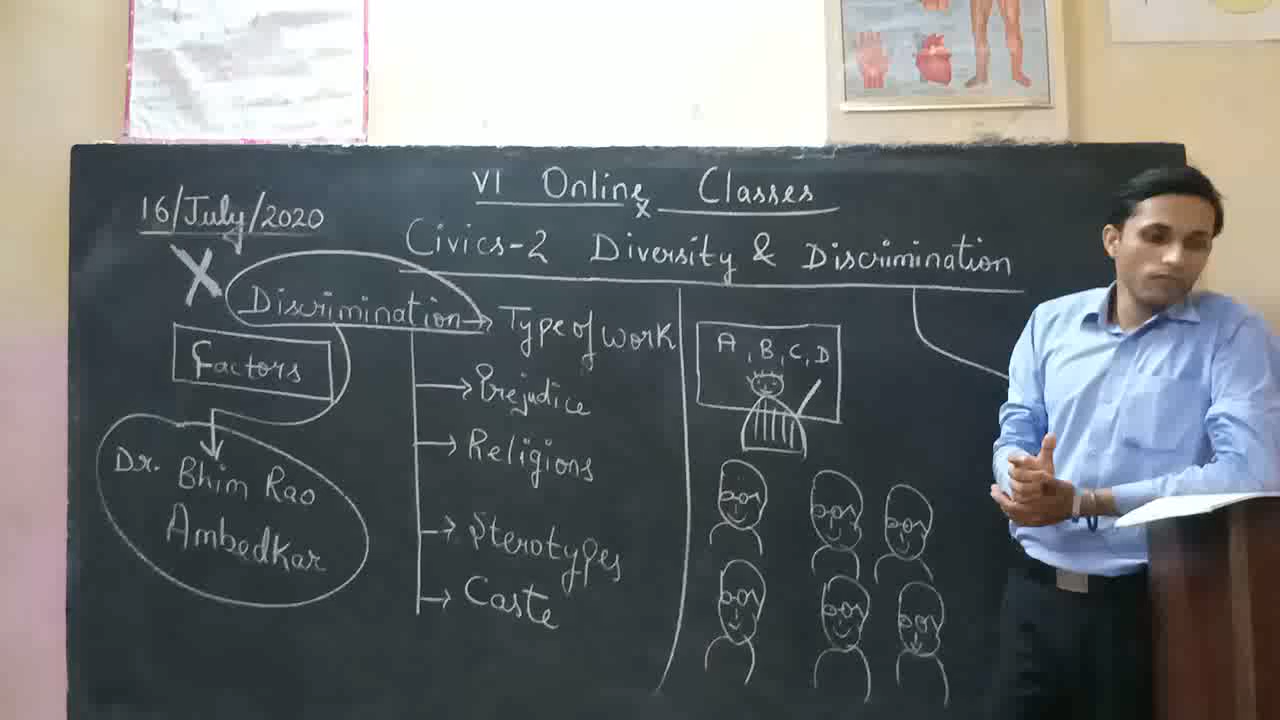 VI Online Classes
x
16/July/2020
Civics-2 Diversity & Discrimination
X
Discrimination → Type of work
Factors
→ Prejudice
→ Religions
Dr. Bhim Rao
Ambedkar
→ Sterotypes
→ Caste
A, B, C, D